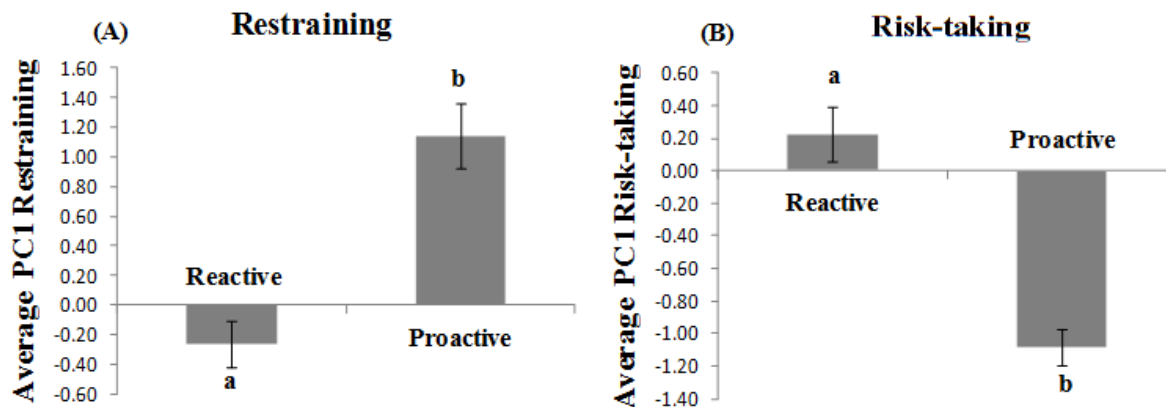 (A) Restraining
Average PC1 Restraining
1.60
1.40
1.20
1.00
0.80
0.60
0.40
0.20
0.00
-0.20
-0.40
-0.60
b
Reactive
Proactive
a
(B) Risk-taking
Average PC1 Risk-taking
0.60
0.40
0.20
0.00
-0.20
-0.40
-0.60
-0.80
-1.00
-1.20
-1.40
a
Proactive
Reactive
b